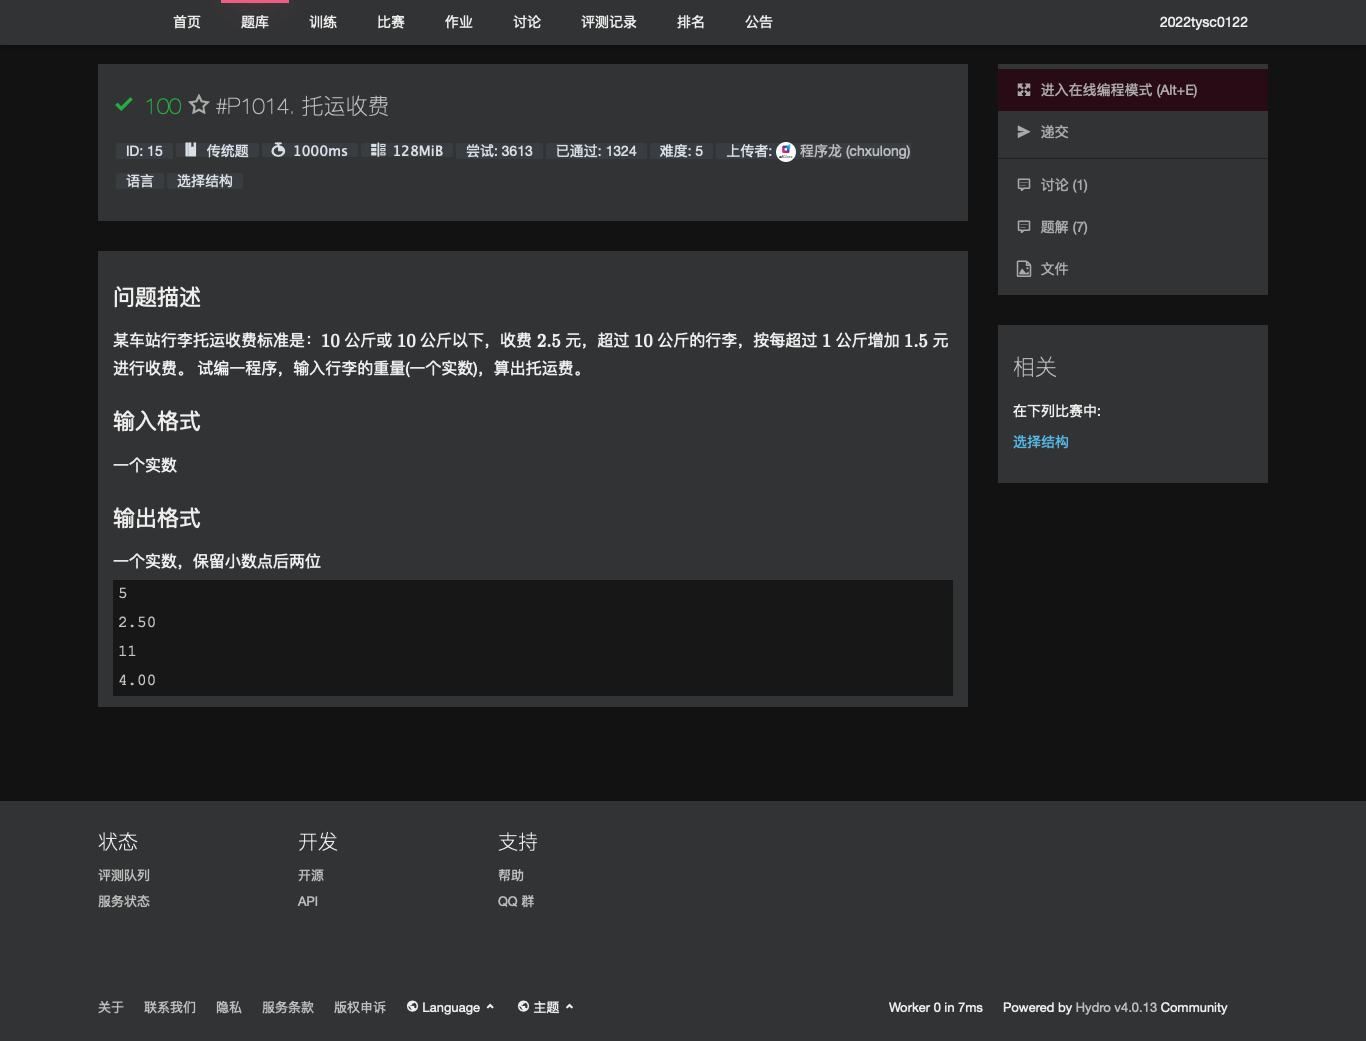 首页 题库 训练 比赛 作业 讨论 评测记录 排名 公告 2022tysc0122
100 #P1014. 托运收费
ID: 15 传统题 1000ms 128MiB 尝试: 3613 已通过: 1324 难度: 5 上传者: 程序龙 (chxulong)
语言 选择结构
问题描述
某车站行李托运收费标准是：10 公斤或 10 公斤以下，收费 2.5 元，超过 10 公斤的行李，按每超过 1 公斤增加 1.5 元
进行收费。 试编一程序，输入行李的重量(一个实数)，算出托运费。
输入格式
一个实数
输出格式
一个实数，保留小数点后两位
5
2.50
11
4.00
进入在线编程模式 (Alt+E)
递交
讨论 (1)
题解 (7)
文件
相关
在下列比赛中:
选择结构
状态 开发 支持
评测队列 开源 帮助
服务状态 API QQ 群
关于 联系我们 隐私 服务条款 版权申诉 Language 主题 Worker 0 in 7ms Powered by Hydro v4.0.13 Community